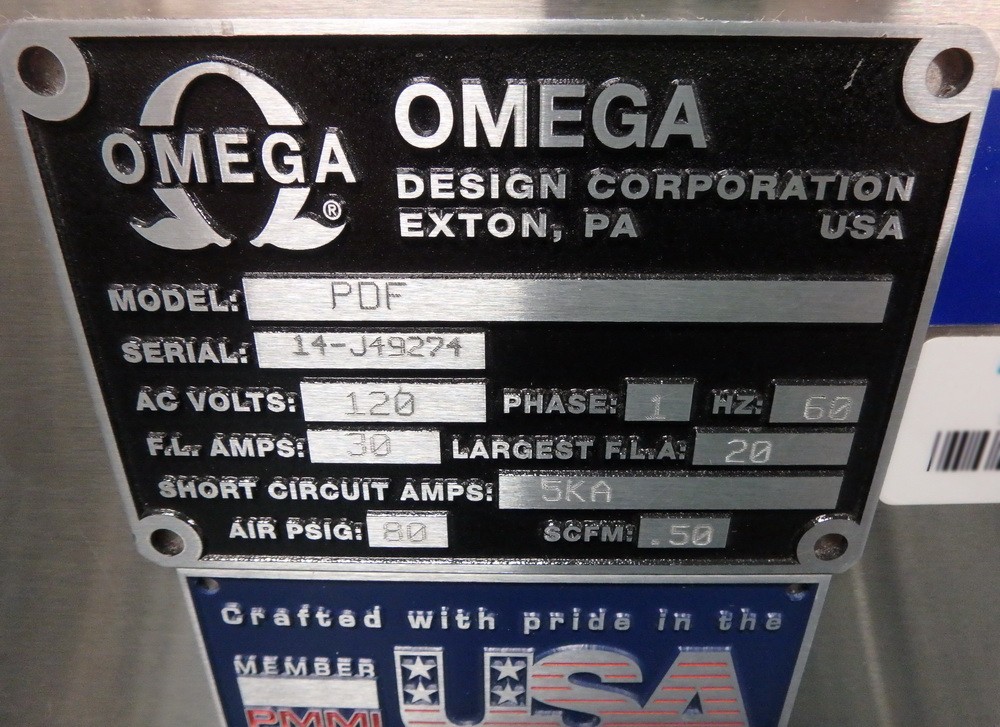 OMEGA ®
OMEGA
DESIGN CORPORATION
EXTON, PA USA
MODEL: PDF
SERIAL: 14-J49274
AC VOLTS: 120 PHASE: 1 HZ: 60
F.L. AMPS: 30 LARGEST F.L.A: 20
SHORT CIRCUIT AMPS: 5KA
AIR PSIG: 80 SCFM: .50
Crafted with pride in the
MEMBER
USA
PMMI